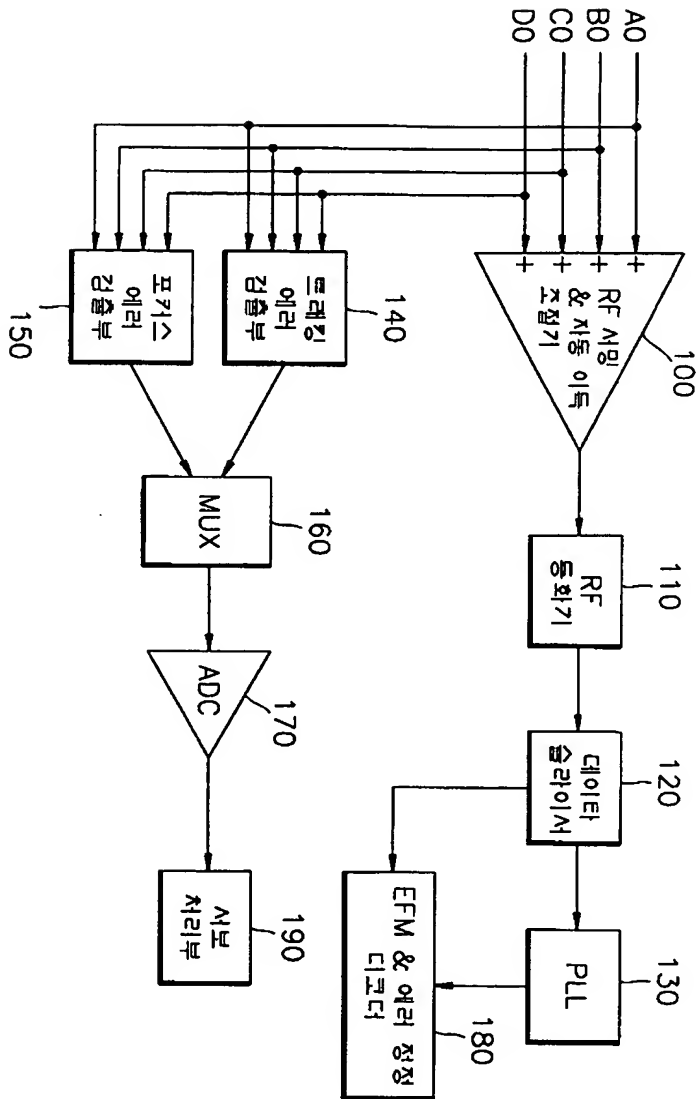 A0
B0
C0
D0
+
+
+
+
RF 서밍
& 자동 이득
조절기
100
RF
등화기
110
데이타
슬라이서
120
PLL
130
EFM & 에러 정정
디코더
180
트래킹
에러
검출부
140
포커스
에러
검출부
150
MUX
160
ADC
170
서보
처리부
190